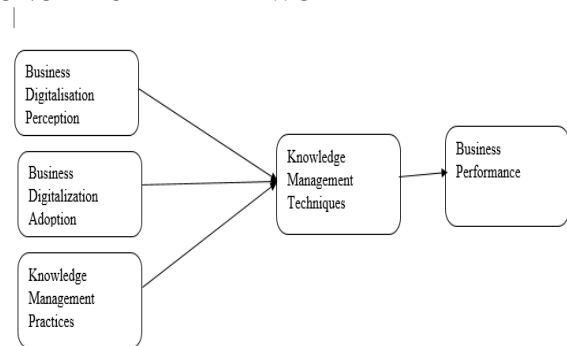 Business
Digitalisation
Perception
Business
Digitalization
Adoption
Knowledge
Management
Practices
Knowledge
Management
Techniques
Business
Performance